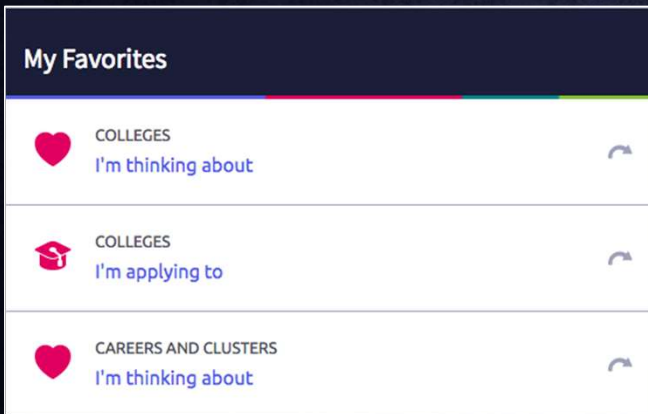 My Favorites
COLLEGES
I'm thinking about
COLLEGES
I'm applying to
CAREERS AND CLUSTERS
I'm thinking about